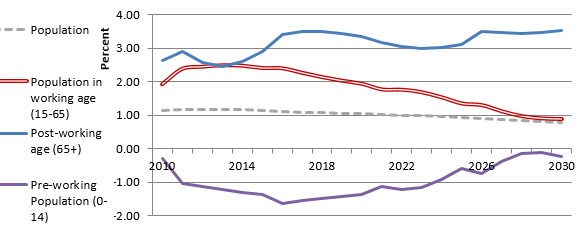 Population
Population in
working age
(15-65)
Post-working
age (65+)
Pre-working
Population (0-
14)
Percent
4.00
3.00
2.00
1.00
0.00
-1.00
-2.00
2010
2014
2018
2022
2026
2030